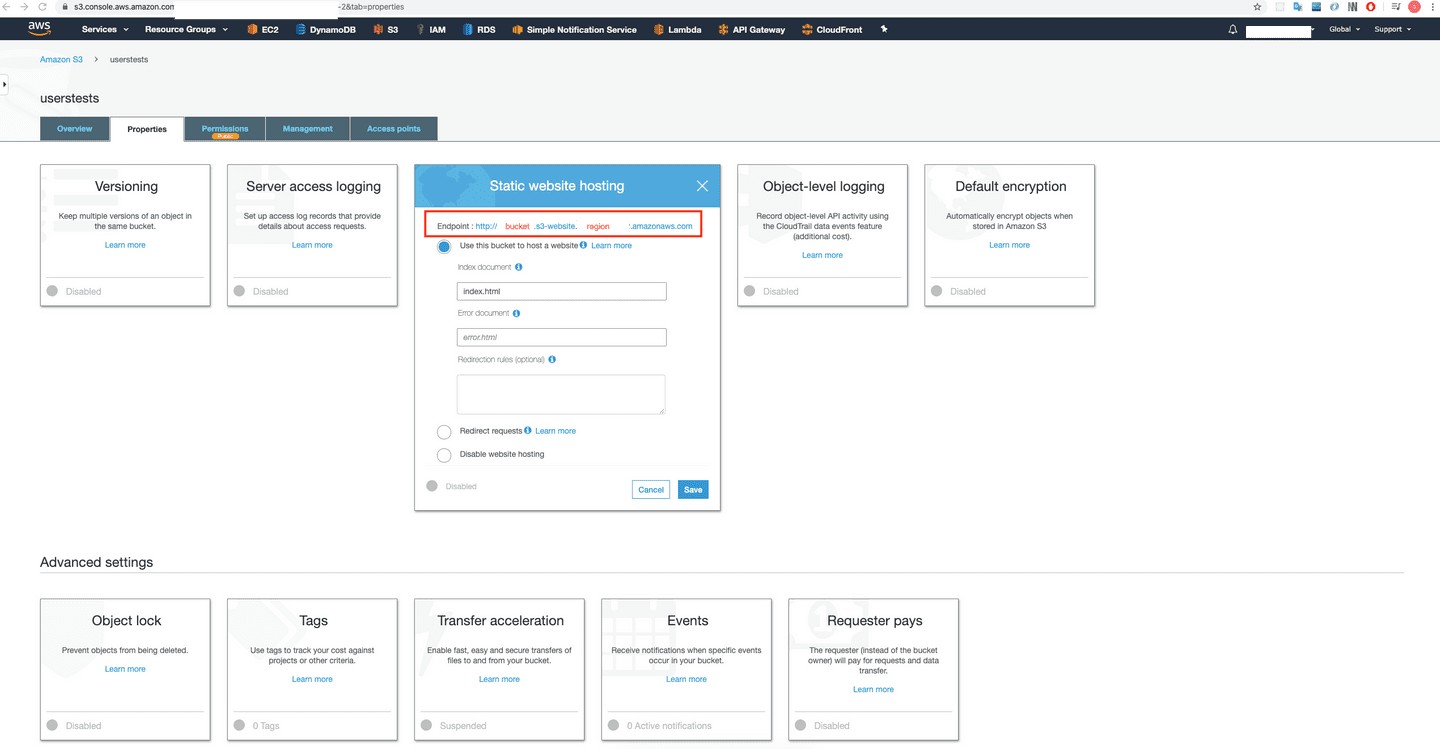 s3.console.aws.amazon.com
-2&tab=properties
aws
Services
Resource Groups
EC2
DynamoDB
S3
IAM
RDS
Simple Notification Service
Lambda
API Gateway
CloudFront
Global
Support
Amazon S3
userstests
userstests
Overview
Properties
Permissions
Public
Management
Access points
Versioning
Keep multiple versions of an object in
the same bucket.
Learn more
Disabled
Server access logging
Set up access log records that provide
details about access requests.
Learn more
Disabled
Static website hosting
Endpoint : http:// bucket .s3-website. region .amazonaws.com
Use this bucket to host a website Learn more
Index document
index.html
Error document
error.html
Redirection rules (optional)
Redirect requests Learn more
Disable website hosting
Disabled
Cancel
Save
Object-level logging
Record object-level API activity using
the CloudTrail data events feature
(additional cost).
Learn more
Disabled
Default encryption
Automatically encrypt objects when
stored in Amazon S3
Learn more
Disabled
Advanced settings
Object lock
Prevent objects from being deleted.
Learn more
Disabled
Tags
Use tags to track your cost against
projects or other criteria.
Learn more
0 Tags
Transfer acceleration
Enable fast, easy and secure transfers of
files to and from your bucket.
Learn more
Suspended
Events
Receive notifications when specific events
occur in your bucket.
Learn more
0 Active notifications
Requester pays
The requester (instead of the bucket
owner) will pay for requests and data
transfer.
Learn more
Disabled